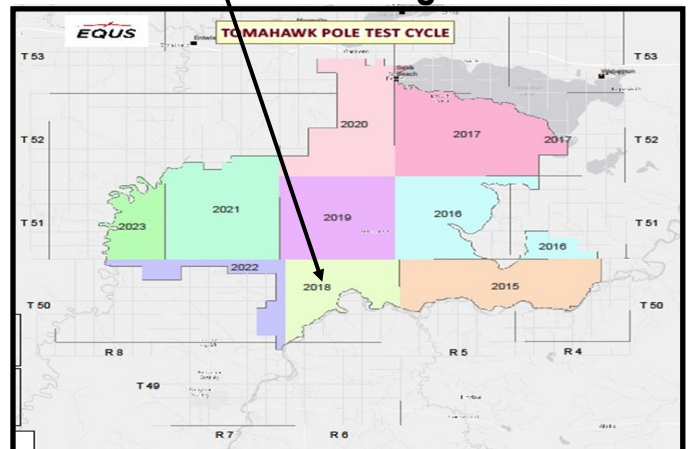 EQUS
TOMAHAWK POLE TEST CYCLE
T 53
T 53
Beach
2020
2017
2017
T 52
T 52
2021
2019
2016
2023
T 51
T 51
2016
2022
2018
2015
T 50
T 50
R 8
R 5
R 4
T 49
R 7
R 6